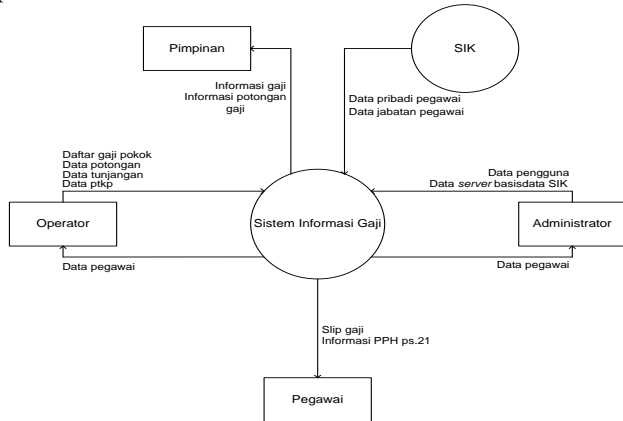 Pimpinan
SIK
Informasi gaji
Informasi potongan
gaji
Data pribadi pegawai
Data jabatan pegawai
Daftar gaji pokok
Data potongan
Data tunjangan
Data ptkp
Data pengguna
Data server basisdata SIK
Operator
Sistem Informasi Gaji
Administrator
Data pegawai
Data pegawai
Slip gaji
Informasi PPH ps.21
Pegawai